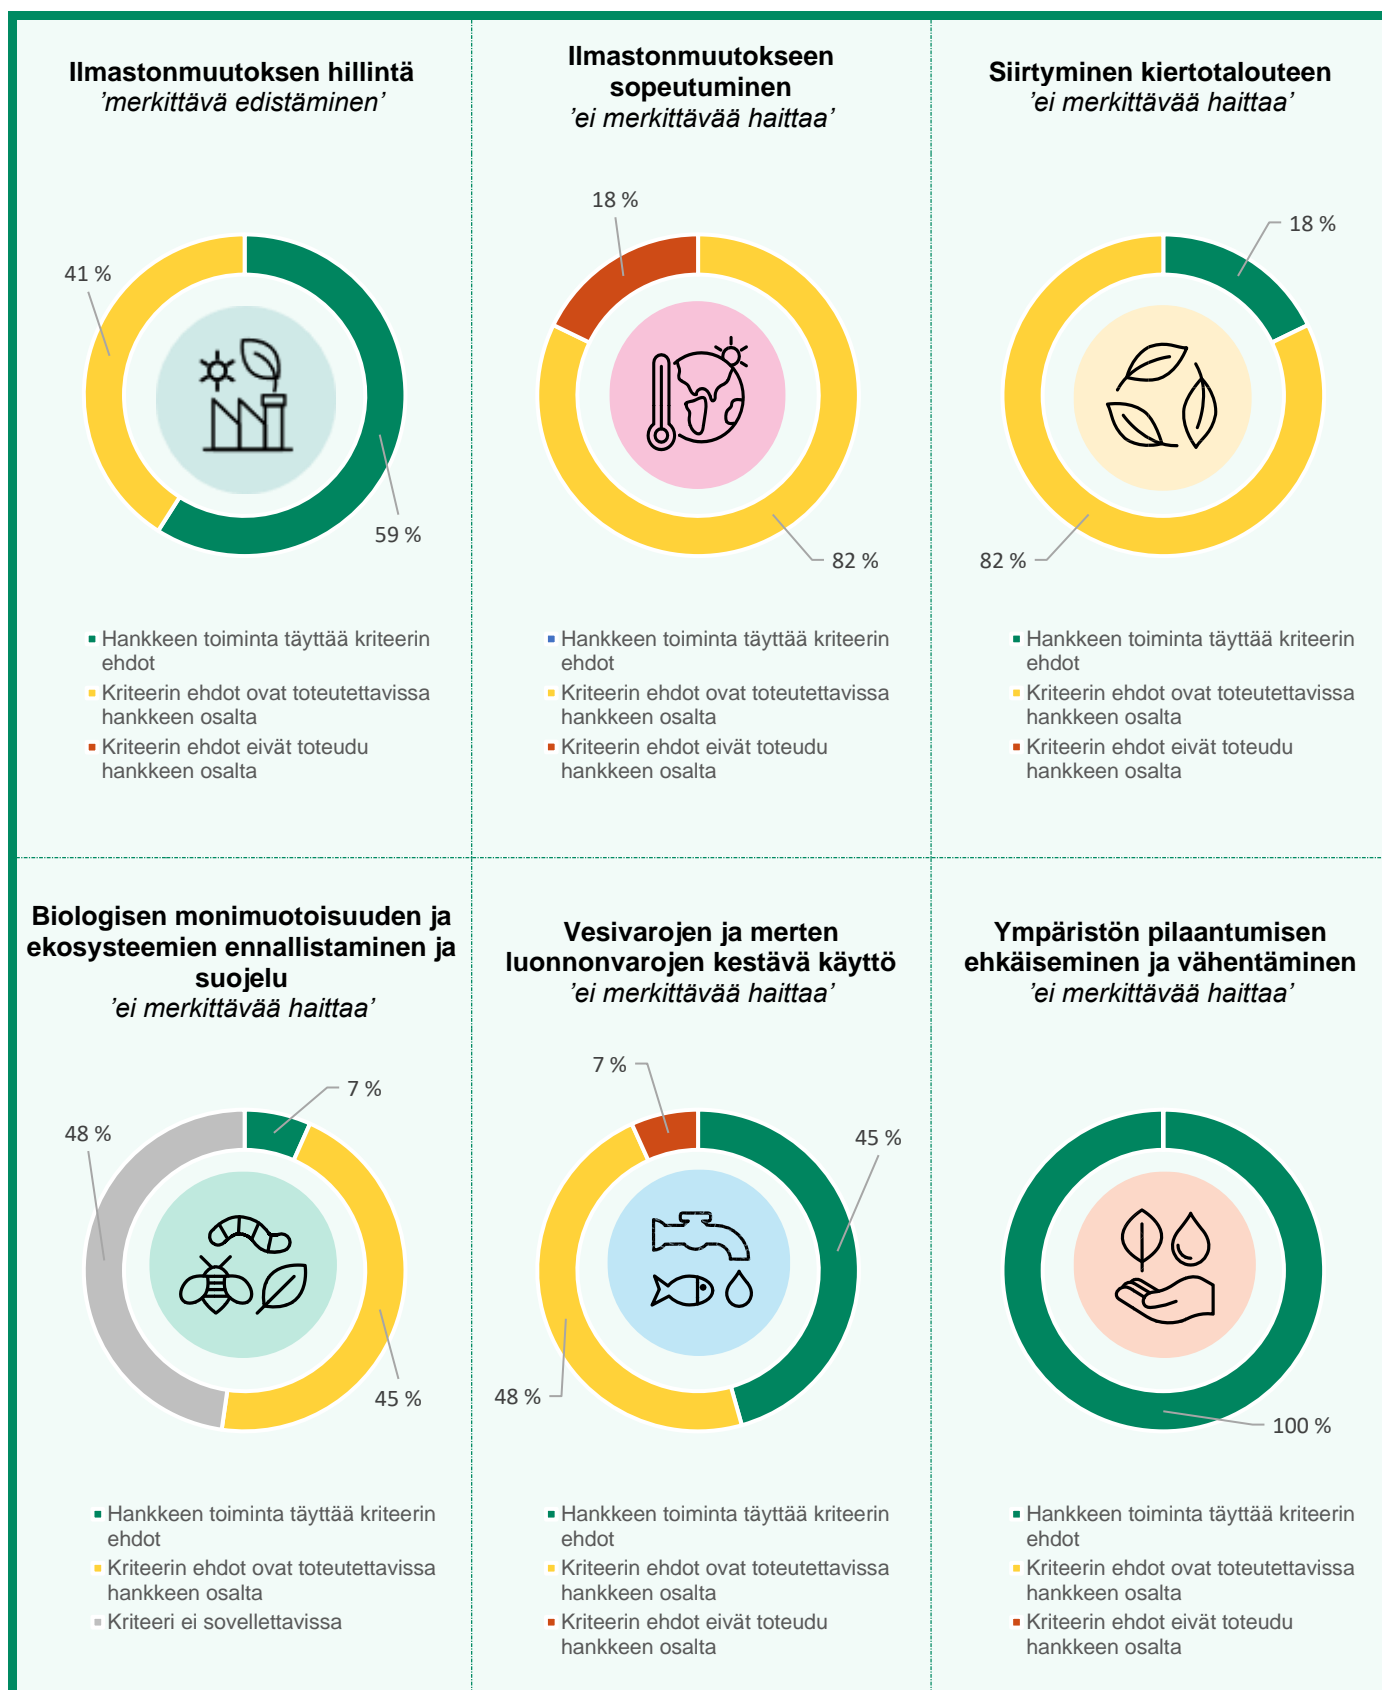 Ilmastonmuutoksen hillintä
’merkittävä edistäminen’
41 %
59 %
Hankkeen toiminta täyttää kriteerin
ehdot
Kriteerin ehdot ovat toteutettavissa
hankkeen osalta
Kriteerin ehdot eivät toteudu
hankkeen osalta
Ilmastonmuutokseen
sopeutuminen
’ei merkittävää haittaa’
18 %
82 %
Hankkeen toiminta täyttää kriteerin
ehdot
Kriteerin ehdot ovat toteutettavissa
hankkeen osalta
Kriteerin ehdot eivät toteudu
hankkeen osalta
Siirtyminen kiertotalouteen
’ei merkittävää haittaa’
18 %
82 %
Hankkeen toiminta täyttää kriteerin
ehdot
Kriteerin ehdot ovat toteutettavissa
hankkeen osalta
Kriteerin ehdot eivät toteudu
hankkeen osalta
Biologisen monimuotoisuuden ja
ekosysteemien ennallistaminen ja
suojelu
’ei merkittävää haittaa’
7 %
48 %
45 %
Hankkeen toiminta täyttää kriteerin
ehdot
Kriteerin ehdot ovat toteutettavissa
hankkeen osalta
Kriteeri ei sovellettavissa
Vesivarojen ja merten
luonnonvarojen kestävä käyttö
’ei merkittävää haittaa’
7 %
45 %
48 %
Hankkeen toiminta täyttää kriteerin
ehdot
Kriteerin ehdot ovat toteutettavissa
hankkeen osalta
Kriteerin ehdot eivät toteudu
hankkeen osalta
Ympäristön pilaantumisen
ehkäiseminen ja vähentäminen
’ei merkittävää haittaa’
100 %
Hankkeen toiminta täyttää kriteerin
ehdot
Kriteerin ehdot ovat toteutettavissa
hankkeen osalta
Kriteerin ehdot eivät toteudu
hankkeen osalta